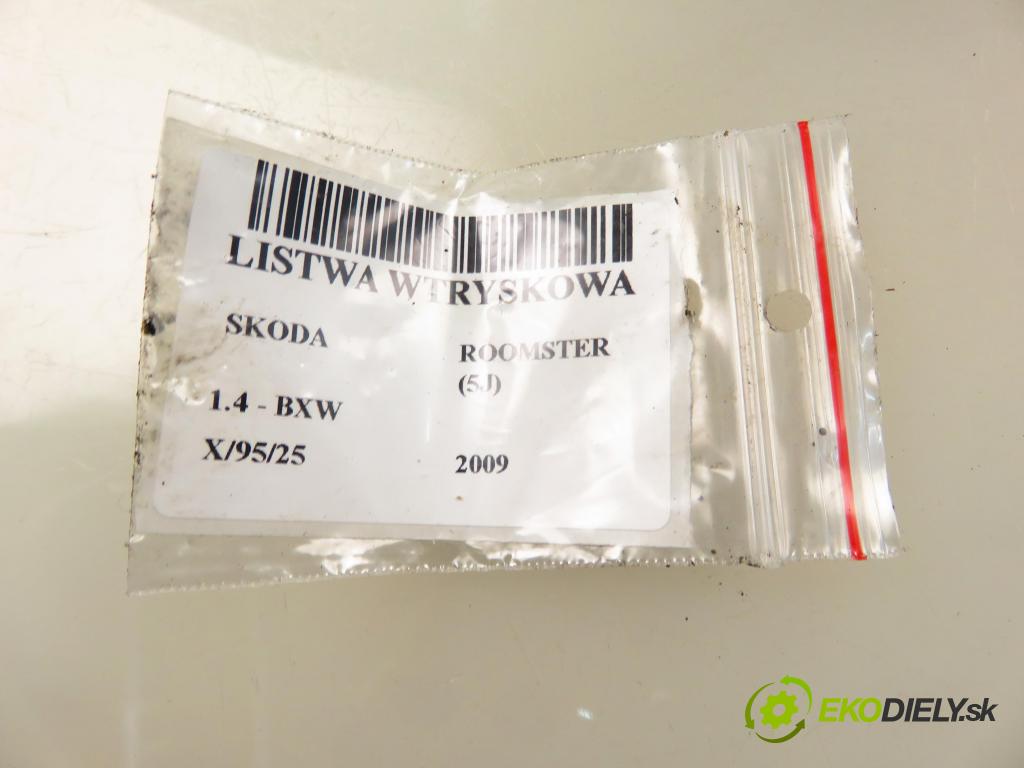 LISTWA WTRYSKOWA
SKODA
ROOMSTER
(5J)
1.4 - BXW
X/95/25
2009
EKODIELY.sk